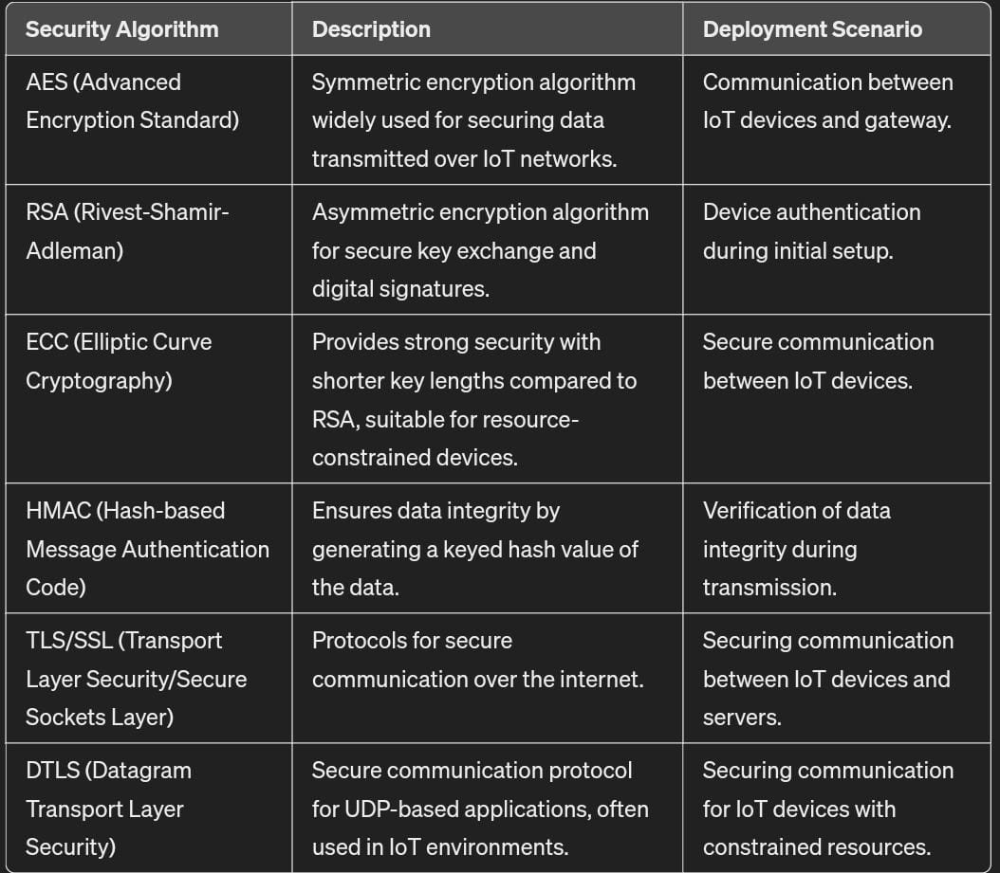 Security Algorithm
Description
Deployment Scenario
AES (Advanced
Encryption Standard)
Symmetric encryption algorithm
widely used for securing data
transmitted over IoT networks.
Communication between
IoT devices and gateway.
RSA (Rivest-Shamir-
Adleman)
Asymmetric encryption algorithm
for secure key exchange and
digital signatures.
Device authentication
during initial setup.
ECC (Elliptic Curve
Cryptography)
Provides strong security with
shorter key lengths compared to
RSA, suitable for resource-
constrained devices.
Secure communication
between IoT devices.
HMAC (Hash-based
Message Authentication
Code)
Ensures data integrity by
generating a keyed hash value of
the data.
Verification of data
integrity during
transmission.
TLS/SSL (Transport
Layer Security/Secure
Sockets Layer)
Protocols for secure
communication over the internet.
Securing communication
between IoT devices and
servers.
DTLS (Datagram
Transport Layer
Security)
Secure communication protocol
for UDP-based applications, often
used in IoT environments.
Securing communication
for IoT devices with
constrained resources.